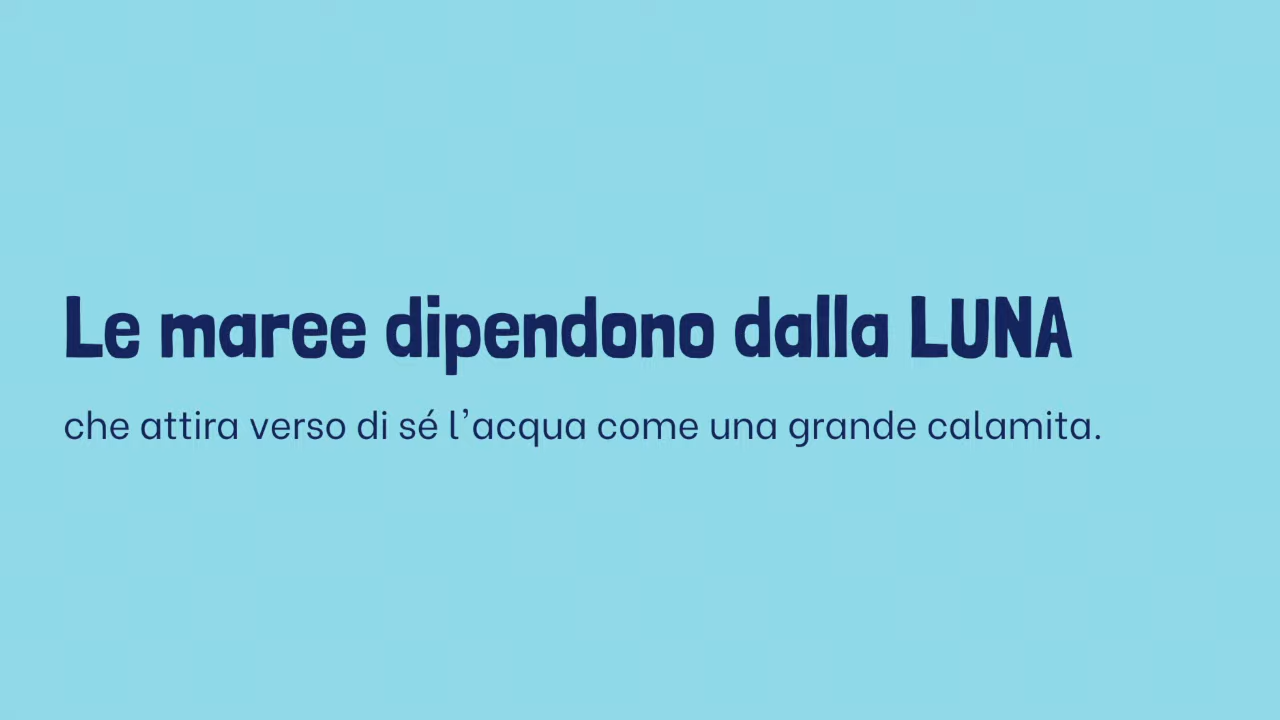 Le maree dipendono dalla LUNA
che attira verso di sé l'acqua come una grande calamita.